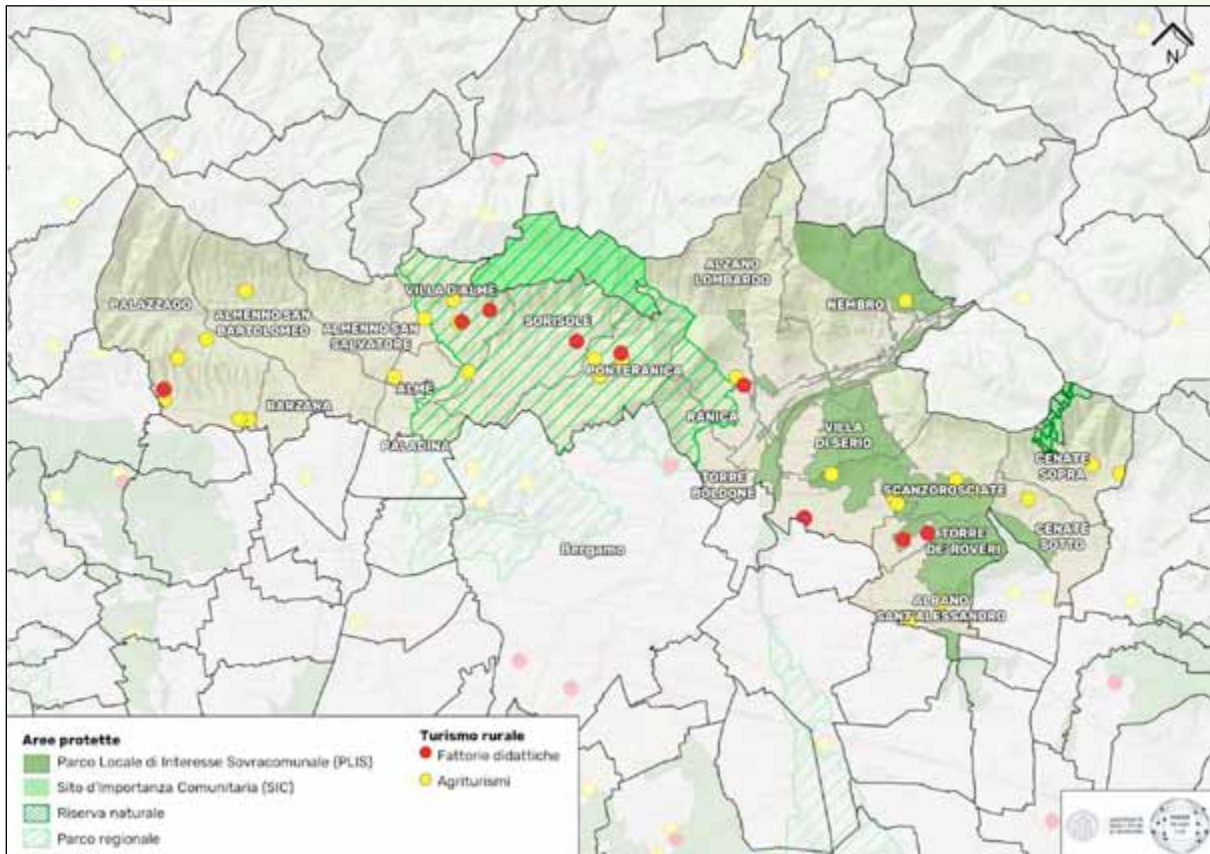 N
PALAZZAGO
ALMENNO SAN
BARTOLOMEO
ALMENNO SAN
SALVATORE
BARZANA
VILLA D'ALMÈ
ALMÈ
PALADINA
SORISOLE
PONTERANICA
RANICA
TORRE
BOLDONE
ALZANO
LOMBARDO
NEMBRO
VILLA
DI SERIO
SCANZOROSCIATE
CENATE
SOPRA
CENATE
SOTTO
TORRE
DE' ROVERI
ALBANO
SANT'ALESSANDRO
Bergamo
Aree protette
Parco Locale di Interesse Sovracomunale (PLIS)
Sito d'Importanza Comunitaria (SIC)
Riserva naturale
Parco regionale
Turismo rurale
Fattorie didattiche
Agriturismi